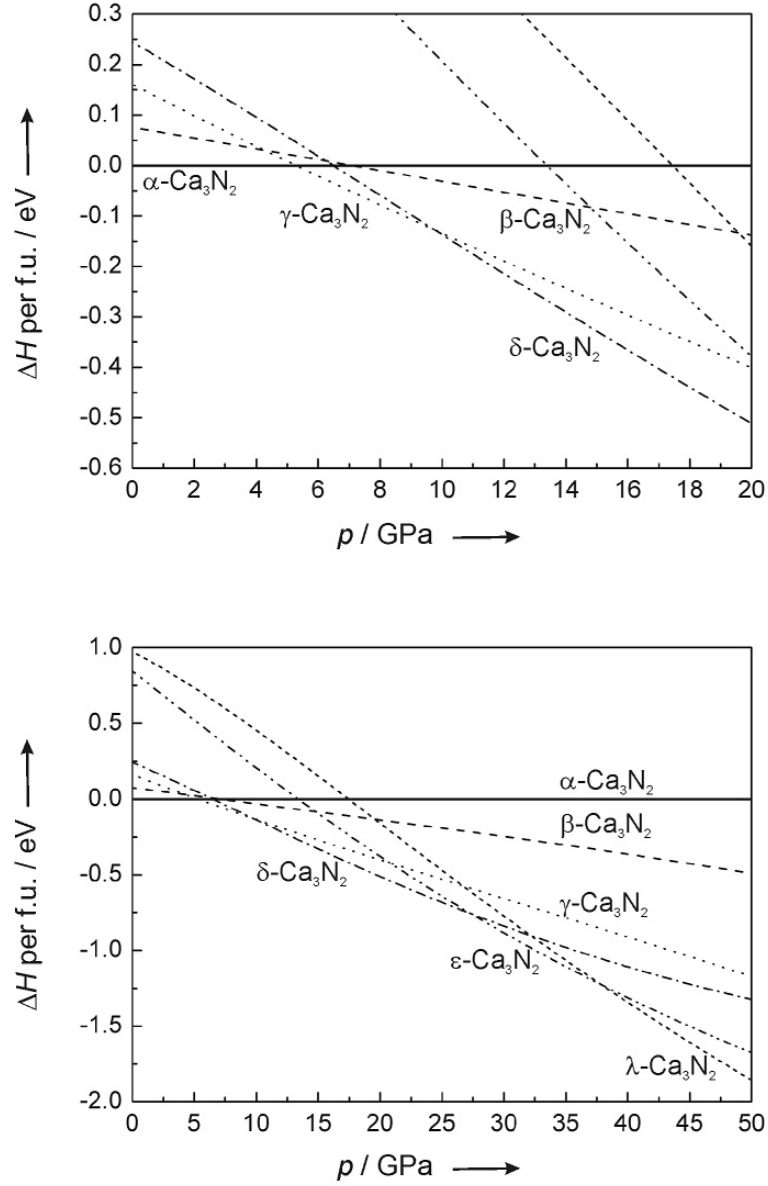 0.3
0.2
0.1
0.0
-0.1
-0.2
-0.3
-0.4
-0.5
-0.6
ΔH per f.u. / eV
α-Ca₃N₂
γ-Ca₃N₂
β-Ca₃N₂
δ-Ca₃N₂
0 2 4 6 8 10 12 14 16 18 20
p / GPa
1.0
0.5
0.0
-0.5
-1.0
-1.5
-2.0
ΔH per f.u. / eV
α-Ca₃N₂
β-Ca₃N₂
δ-Ca₃N₂
γ-Ca₃N₂
ε-Ca₃N₂
λ-Ca₃N₂
0 5 10 15 20 25 30 35 40 45 50
p / GPa